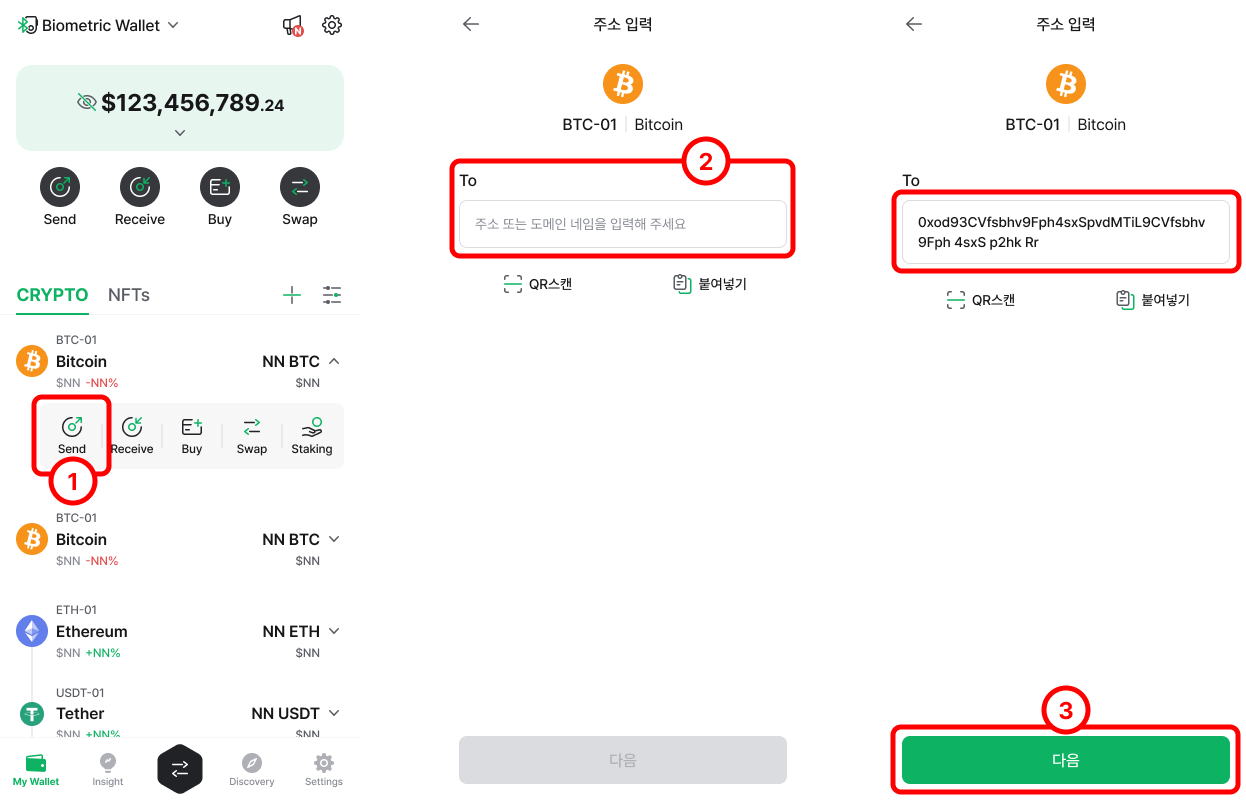 Biometric Wallet
N
$123,456,789.24
Send Receive Buy Swap
CRYPTO NFTs
BTC-01
Bitcoin NN BTC
$NN -NN% $NN
Send Receive Buy Swap Staking
1
BTC-01
Bitcoin NN BTC
$NN -NN% $NN
ETH-01
Ethereum NN ETH
$NN +NN% $NN
USDT-01
Tether NN USDT
$NN +NN% $NN
My Wallet Insight Discovery Settings
주소 입력
BTC-01 Bitcoin
2
To
주소 또는 도메인 네임을 입력해 주세요
QR스캔 붙여넣기
다음
주소 입력
BTC-01 Bitcoin
To
0xod93CVfsbhv9Fph4sxSpvdMTiL9CVfsbhv
9Fph 4sxS p2hk Rr
QR스캔 붙여넣기
3
다음